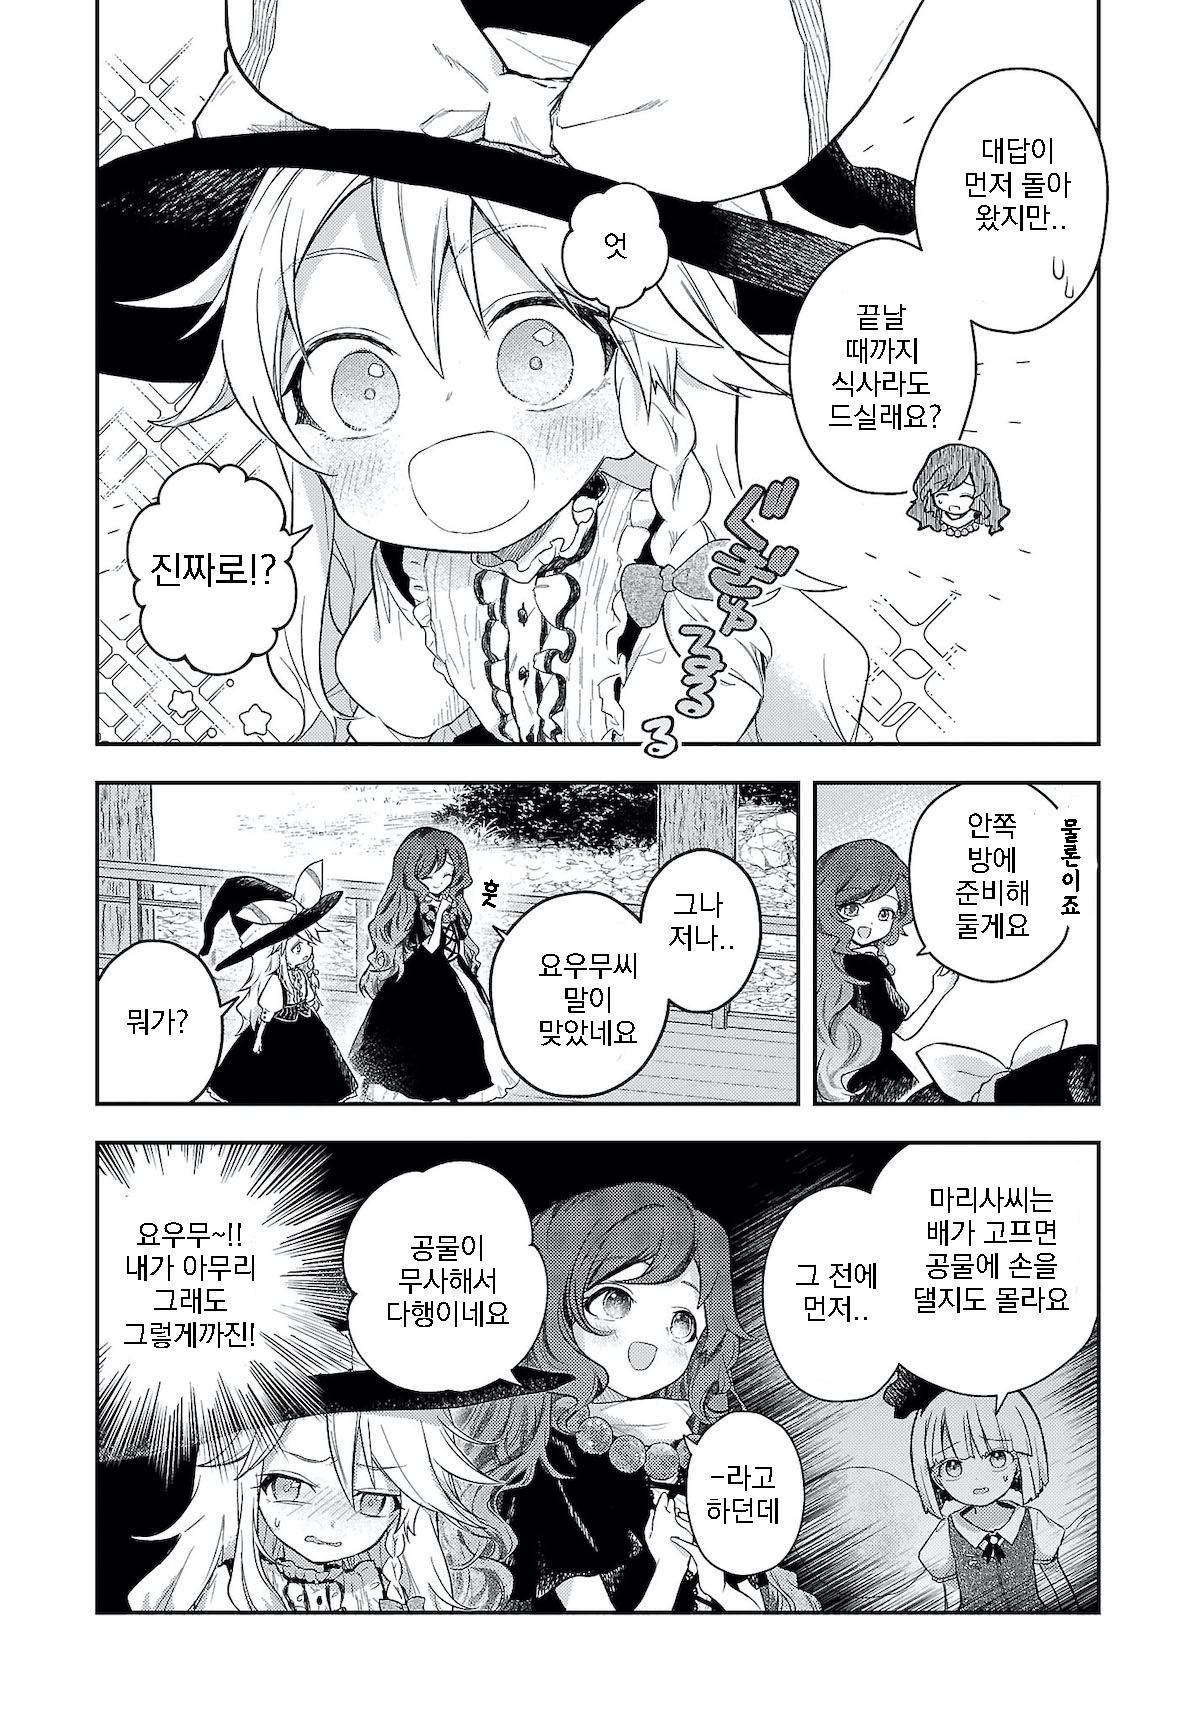 대답이
먼저 돌아
왔지만..
끝날
때까지
식사라도
드실래요?
엇
ぐぎゅるるる
진짜로!?
물론이죠
안쪽
방에
준비해
둘게요
그나
저나..
요우무씨
말이
맞았네요
훗
뭐가?
마리사씨는
배가 고프면
공물에 손을
댈지도 몰라요
그 전에
먼저..
-라고
하던데
공물이
무사해서
다행이네요
요우무~!!
내가 아무리
그래도
그렇게까진!